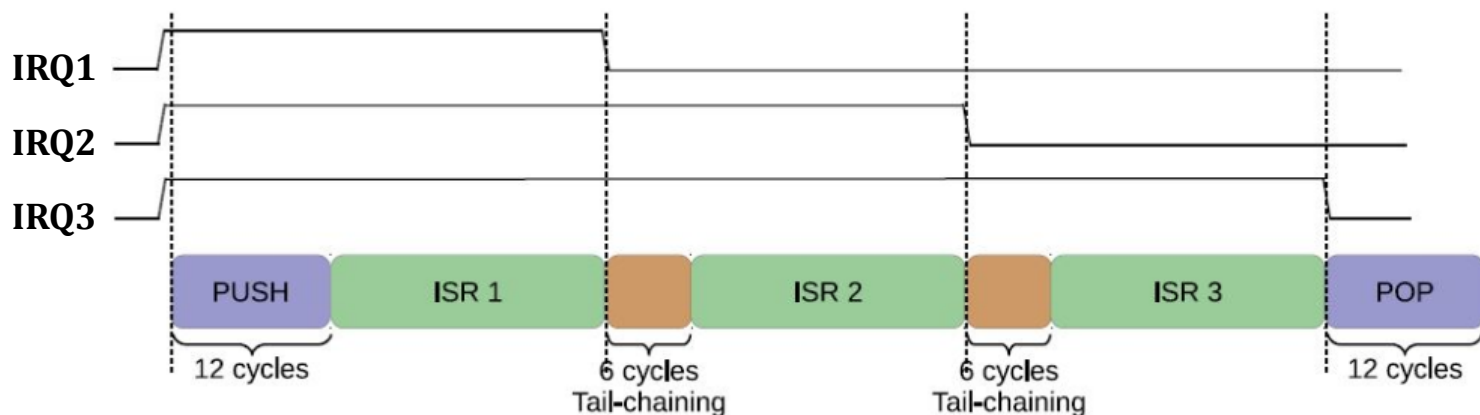 IRQ1
IRQ2
IRQ3
PUSH
ISR 1
ISR 2
ISR 3
POP
12 cycles
6 cycles
Tail-chaining
6 cycles
Tail-chaining
12 cycles